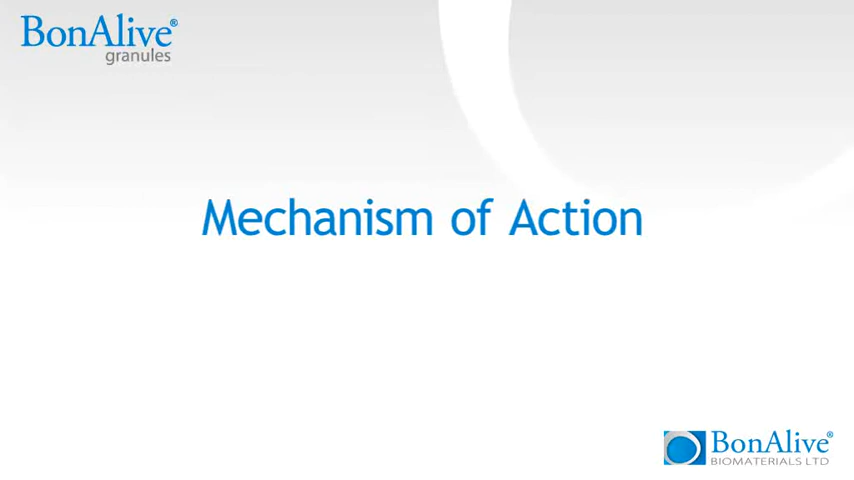 BonAlive®
granules
Mechanism of Action
BonAlive®
BIOMATERIALS LTD